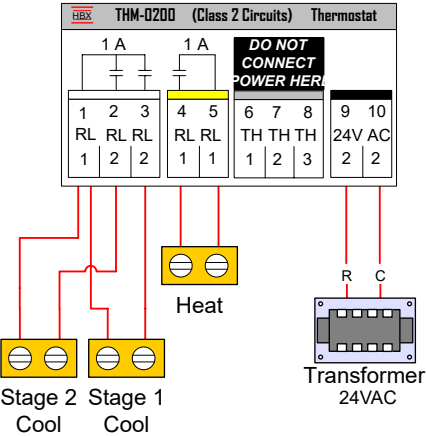 HBX THM-0200 (Class 2 Circuits) Thermostat
1 A 1 A DO NOT
CONNECT
POWER HERE
1 2 3 4 5 6 7 8 9 10
RL RL RL RL RL TH TH TH 24V AC
1 2 2 1 1 1 2 3 2 2
R C
Heat
Transformer
24VAC
Stage 2 Stage 1
Cool Cool